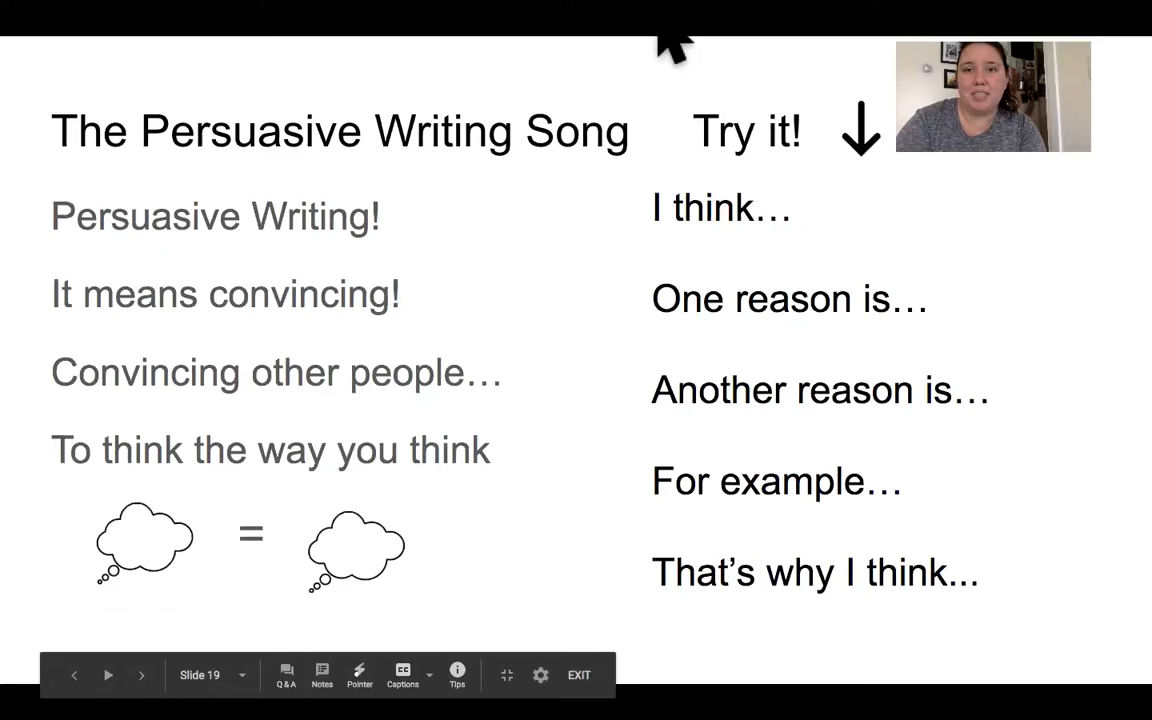 The Persuasive Writing Song
Persuasive Writing!
It means convincing!
Convincing other people…
To think the way you think
=
Try it!
I think…
One reason is…
Another reason is…
For example…
That's why I think...
Slide 19
Q & A
Notes
Pointer
CC
Captions
Tips
EXIT